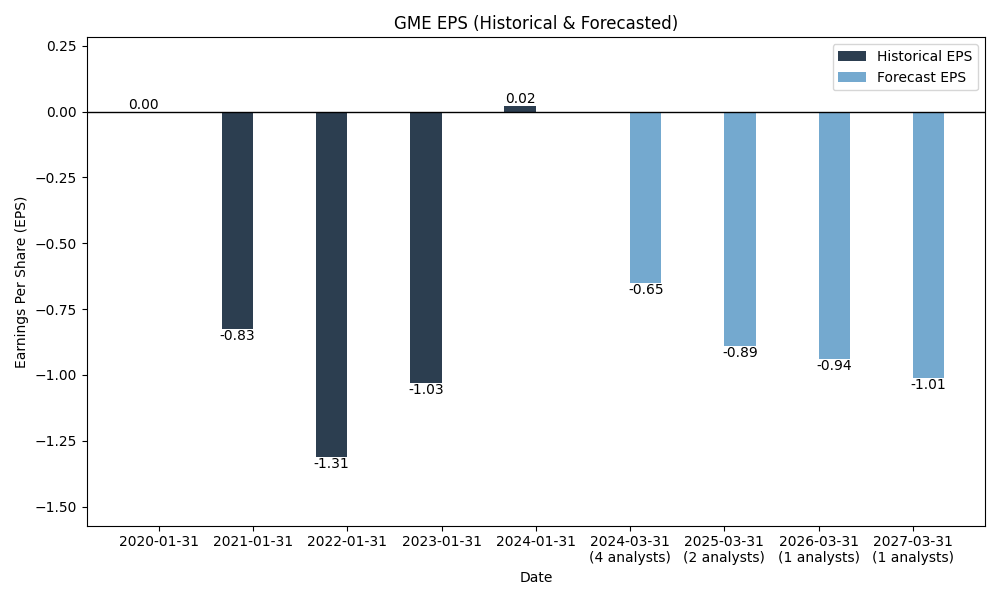 GME EPS (Historical & Forecasted)
Historical EPS
Forecast EPS
Earnings Per Share (EPS)
0.25
0.00
−0.25
−0.50
−0.75
−1.00
−1.25
−1.50
0.00
-0.83
-1.31
-1.03
0.02
-0.65
-0.89
-0.94
-1.01
2020-01-31
2021-01-31
2022-01-31
2023-01-31
2024-01-31
2024-03-31
(4 analysts)
2025-03-31
(2 analysts)
2026-03-31
(1 analysts)
2027-03-31
(1 analysts)
Date